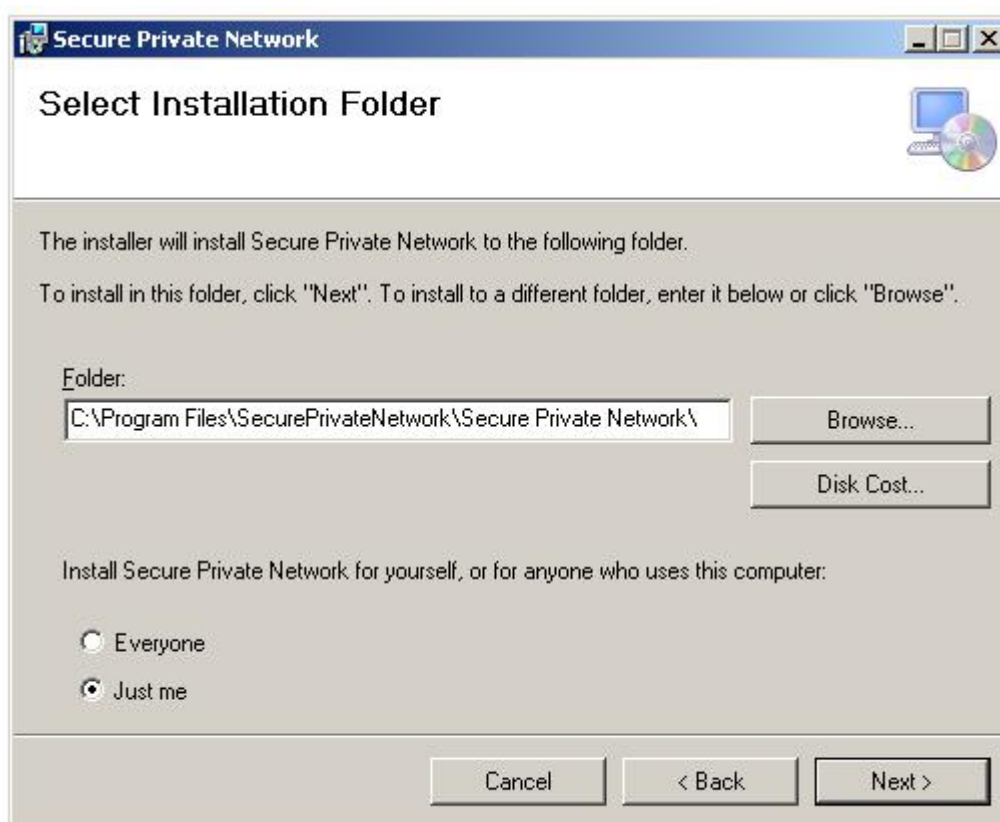 Secure Private Network
Select Installation Folder
The installer will install Secure Private Network to the following folder.
To install in this folder, click "Next". To install to a different folder, enter it below or click "Browse".
Folder:
C:\Program Files\SecurePrivateNetwork\Secure Private Network\
Browse...
Disk Cost...
Install Secure Private Network for yourself, or for anyone who uses this computer:
Everyone
Just me
Cancel
< Back
Next >